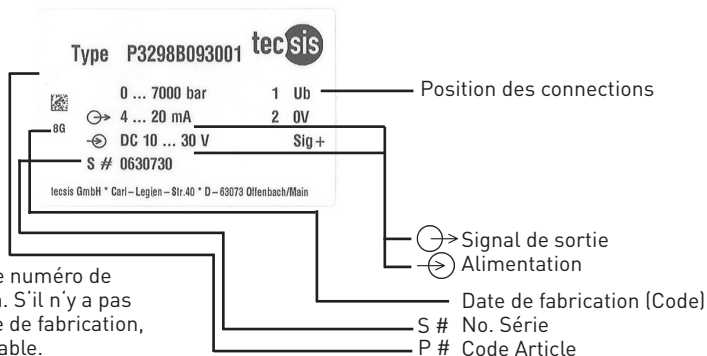 Type P3298B093001 tecsis
0 ... 7000 bar 1 Ub
4 ... 20 mA 2 0V
8G
DC 10 ... 30 V Sig+
S # 0630730
tecsis GmbH * Carl–Legien–Str.40 * D–63073 Offenbach/Main
Position des connections
Signal de sortie
Alimentation
Date de fabrication (Code)
S # No. Série
P # Code Article
e numéro de
. S‘il n‘y a pas
e de fabrication,
able.